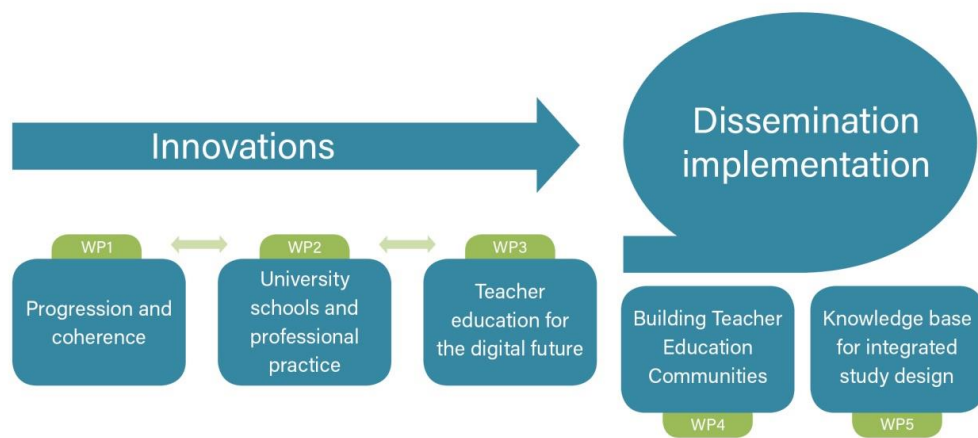 Innovations
Dissemination
implementation
WP1
Progression and
coherence
WP2
University
schools and
professional
practice
WP3
Teacher
education for
the digital future
Building Teacher
Education
Communities
WP4
Knowledge base
for integrated
study design
WP5